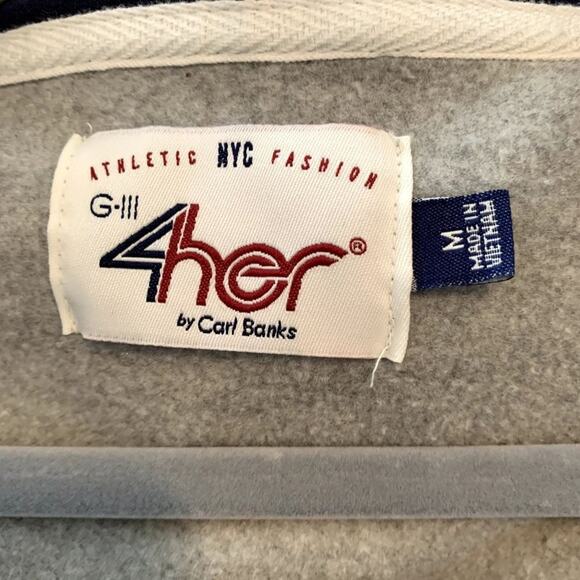 ATHLETIC NYC FASHION
G-III
4her®
by Carl Banks
M
MADE IN
VIETNAM